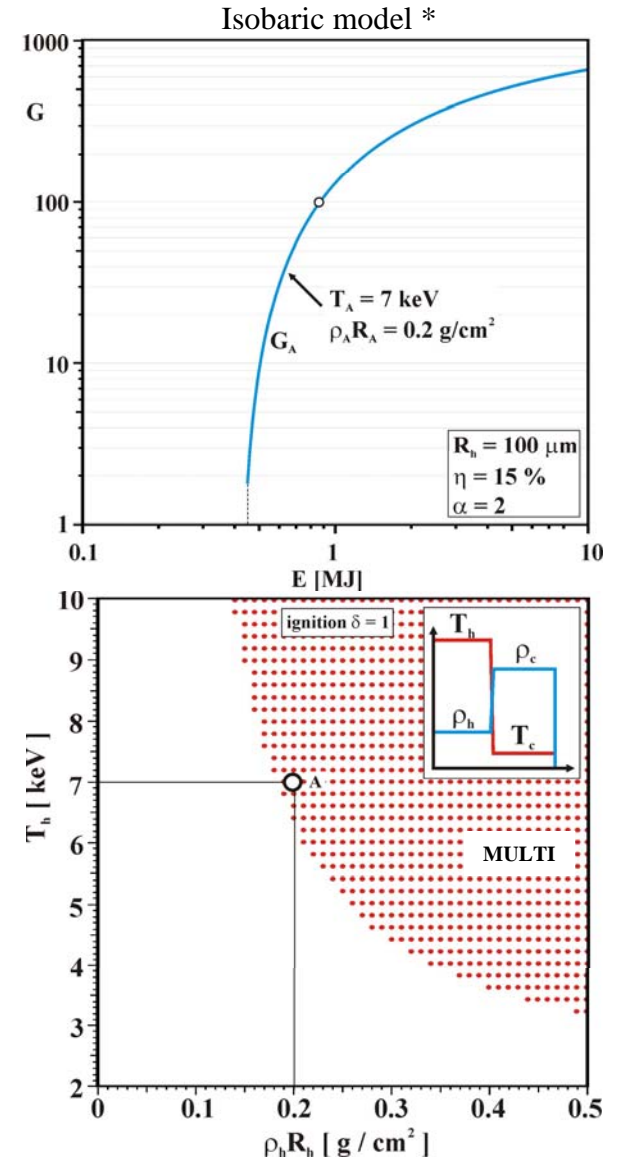 Isobaric model *
1000
G
100
10
1
T_A = 7 keV
ρ_A R_A = 0.2 g/cm²
G_A
R_h = 100 μm
η = 15 %
α = 2
0.1
1
10
E [MJ]
10
9
8
7
6
5
4
3
2
T_h [ keV ]
ignition δ = 1
T_h
ρ_c
ρ_h
T_c
A
MULTI
0
0.1
0.2
0.3
0.4
0.5
ρ_h R_h [ g / cm² ]